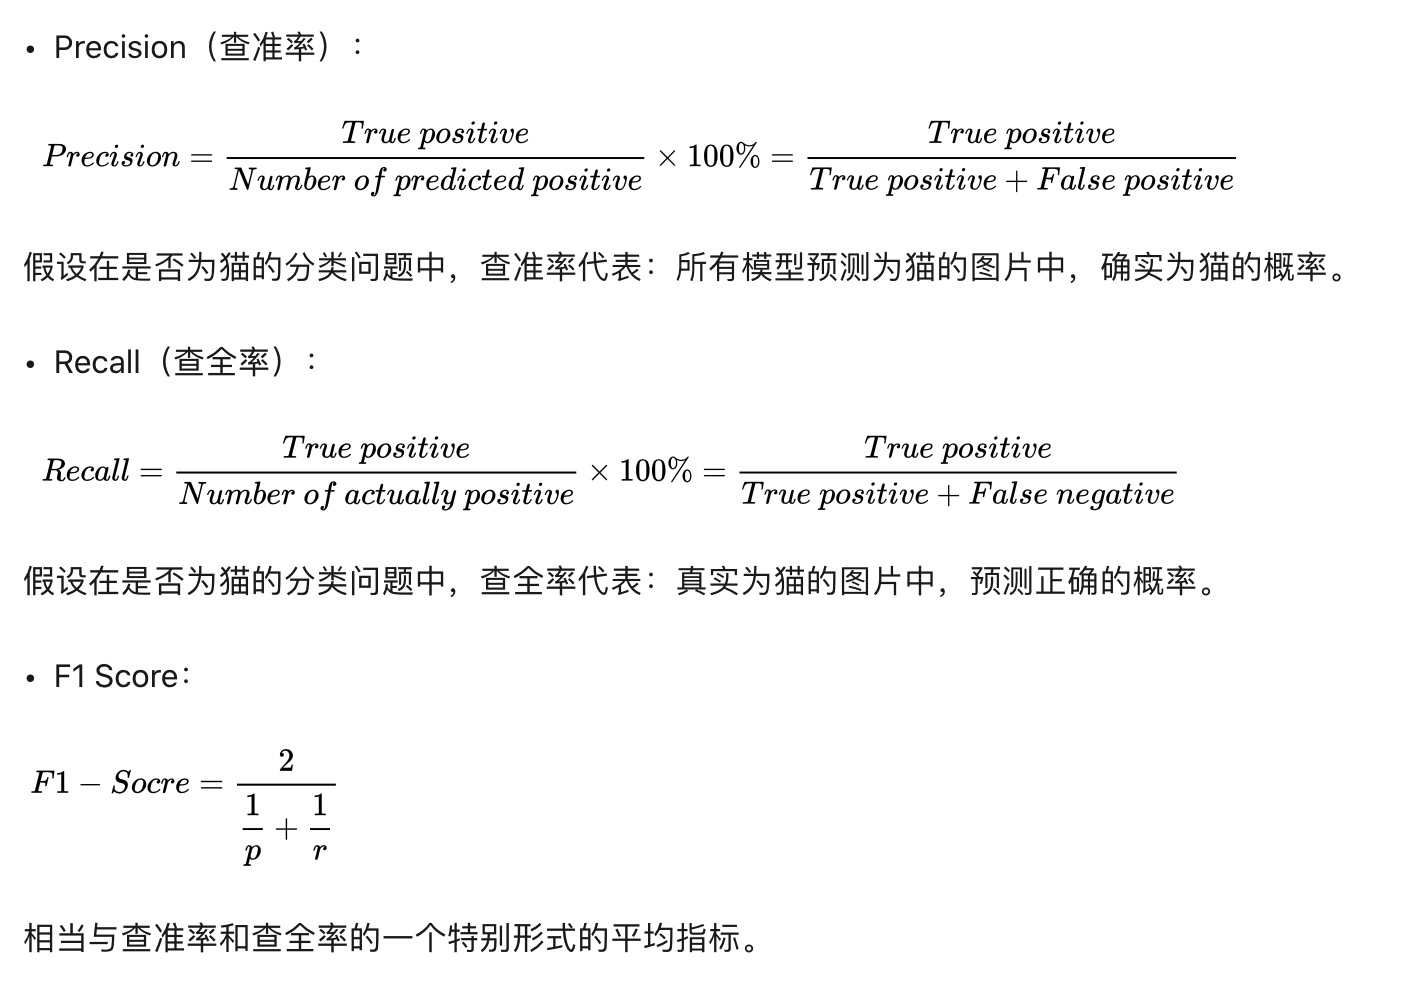 • Precision（查准率）：
Precision = \frac{True positive}{Number of predicted positive} × 100% = \frac{True positive}{True positive + False positive}
假设在是否为猫的分类问题中，查准率代表：所有模型预测为猫的图片中，确实为猫的概率。
• Recall（查全率）：
Recall = \frac{True positive}{Number of actually positive} × 100% = \frac{True positive}{True positive + False negative}
假设在是否为猫的分类问题中，查全率代表：真实为猫的图片中，预测正确的概率。
• F1 Score：
F1 − Socre = \frac{2}{\frac{1}{p} + \frac{1}{r}}
相当与查准率和查全率的一个特别形式的平均指标。